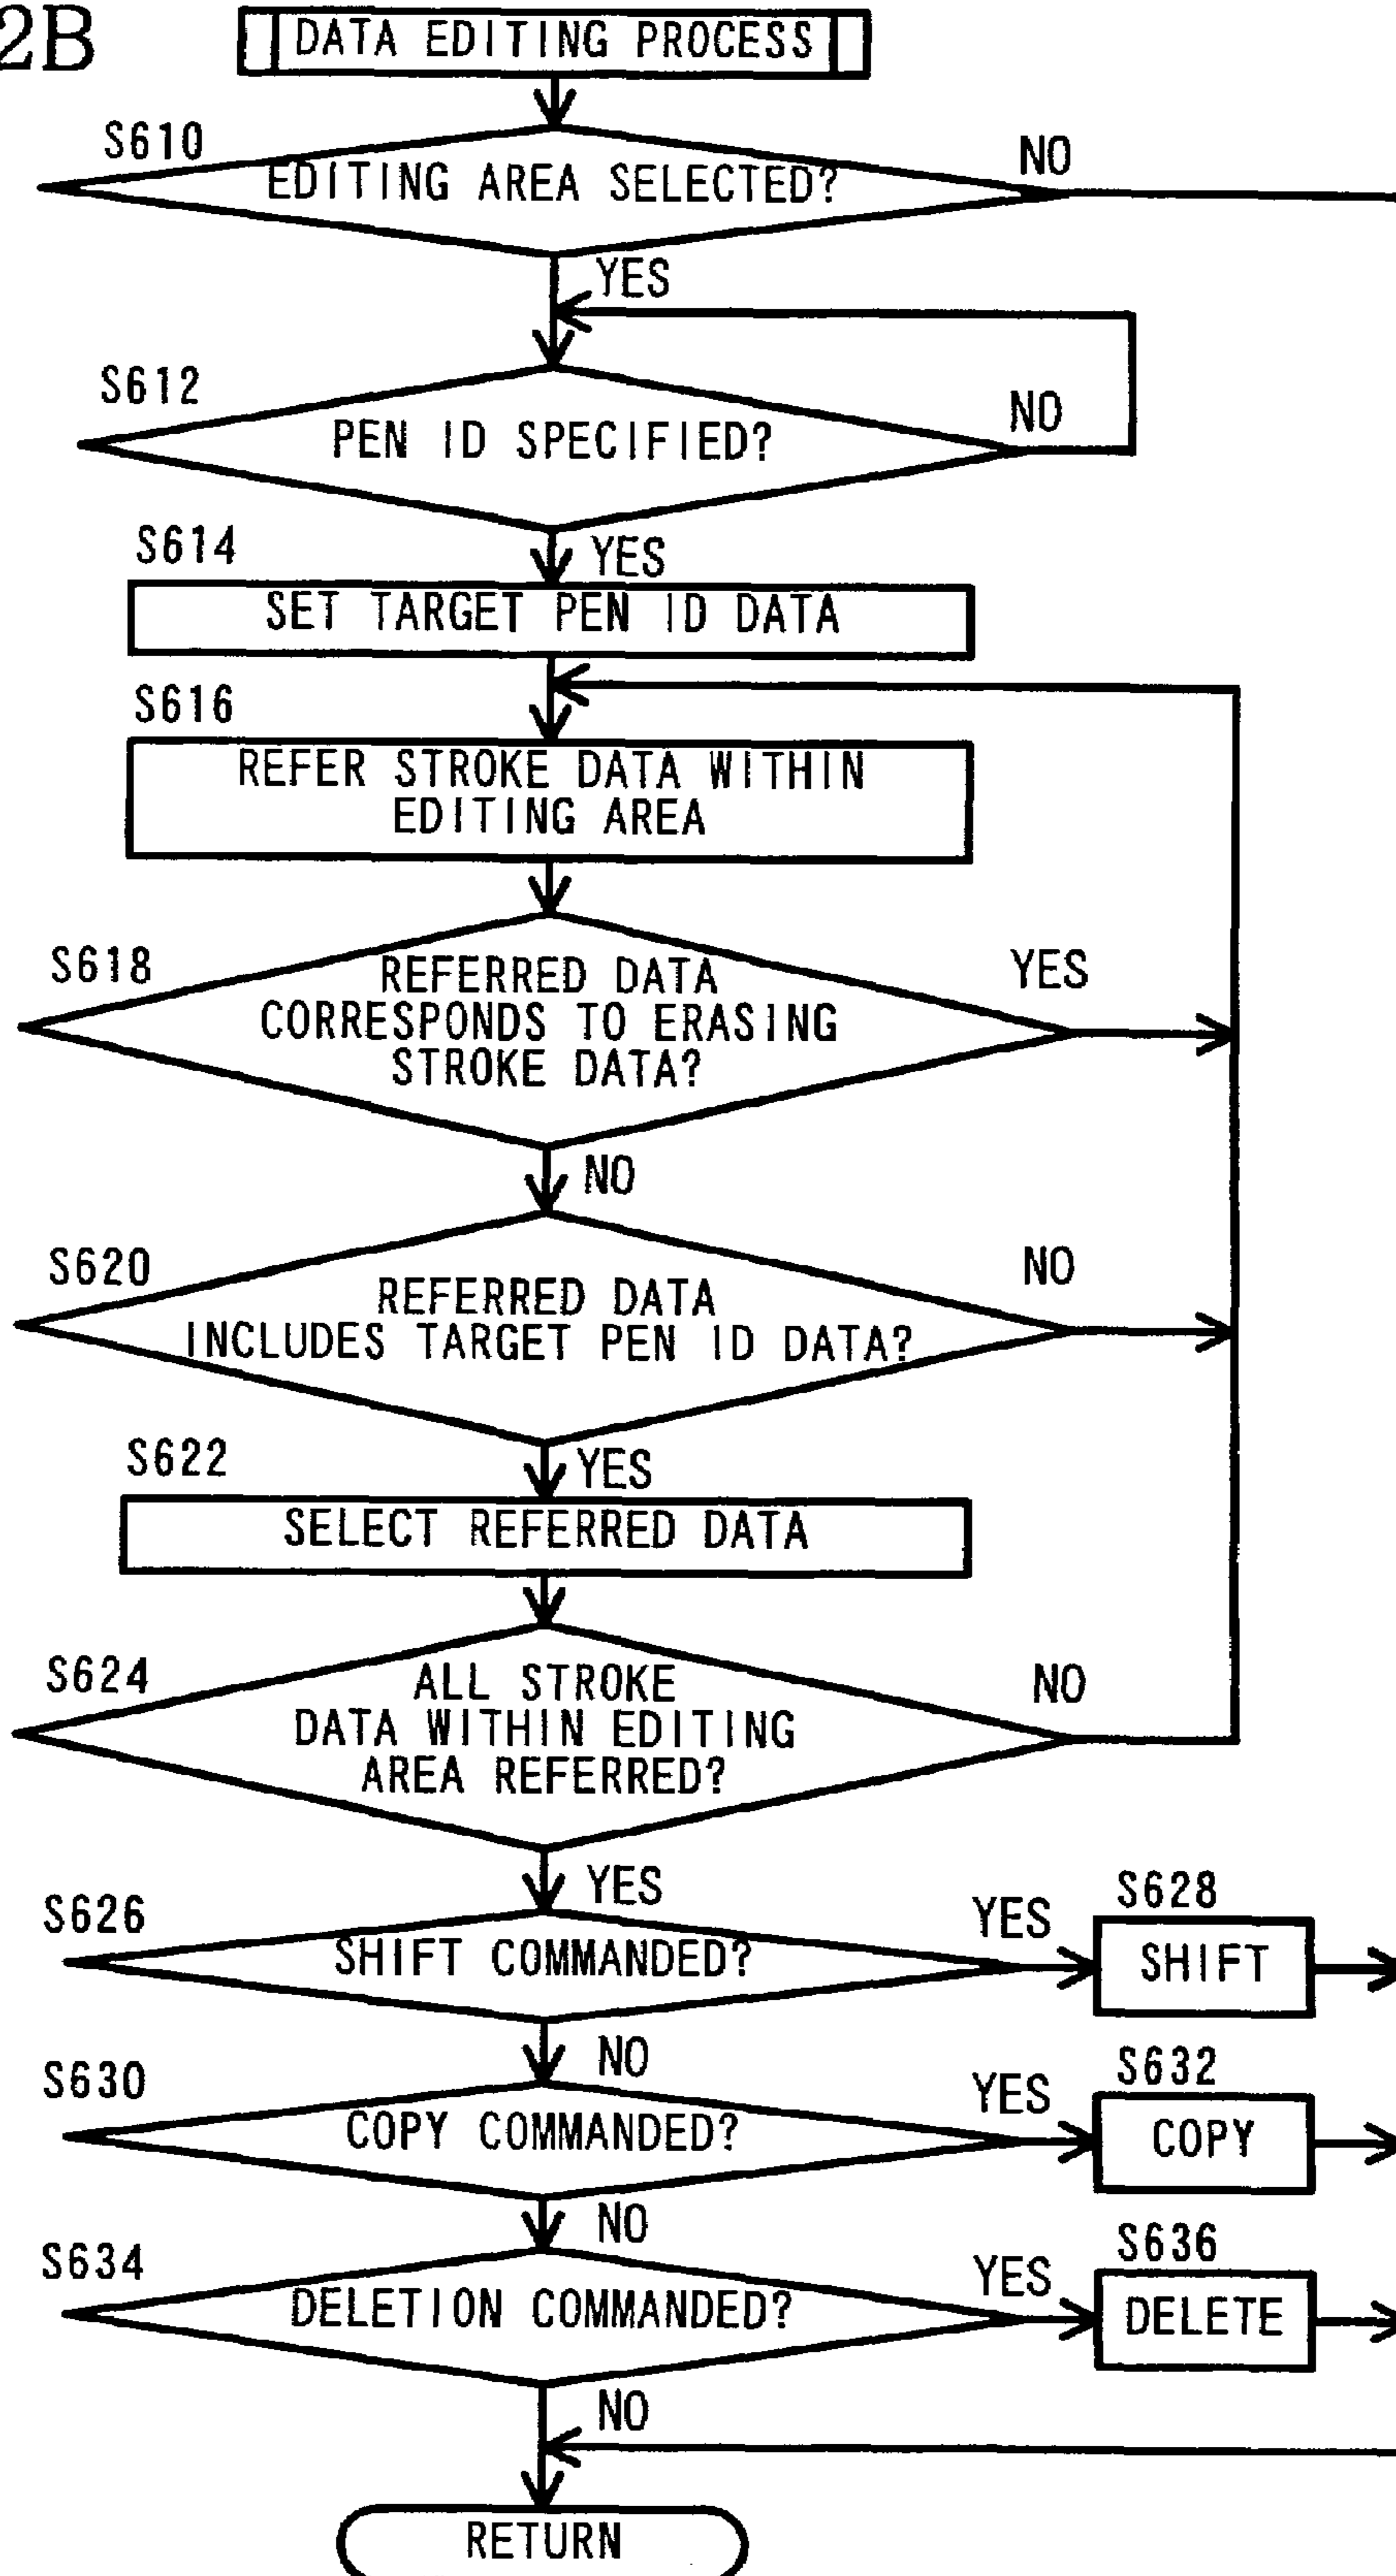 2B
DATA EDITING PROCESS
S610
EDITING AREA SELECTED?
NO
YES
S612
PEN ID SPECIFIED?
NO
S614
YES
SET TARGET PEN ID DATA
S616
REFER STROKE DATA WITHIN
EDITING AREA
S618
REFERRED DATA
CORRESPONDS TO ERASING
STROKE DATA?
YES
NO
S620
REFERRED DATA
INCLUDES TARGET PEN ID DATA?
NO
S622
YES
SELECT REFERRED DATA
S624
ALL STROKE
DATA WITHIN EDITING
AREA REFERRED?
NO
YES
S626
SHIFT COMMANDED?
YES
S628
SHIFT
NO
S630
COPY COMMANDED?
YES
S632
COPY
NO
S634
DELETION COMMANDED?
YES
S636
DELETE
NO
RETURN